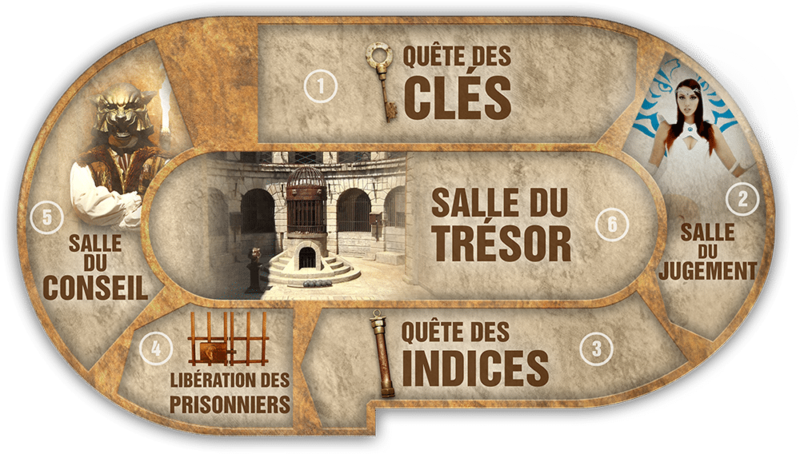 1
QUÊTE DES
CLÉS
2
SALLE
DU
JUGEMENT
3
QUÊTE DES
INDICES
4
LIBÉRATION DES
PRISONNIERS
5
SALLE
DU
CONSEIL
6
SALLE DU
TRÉSOR